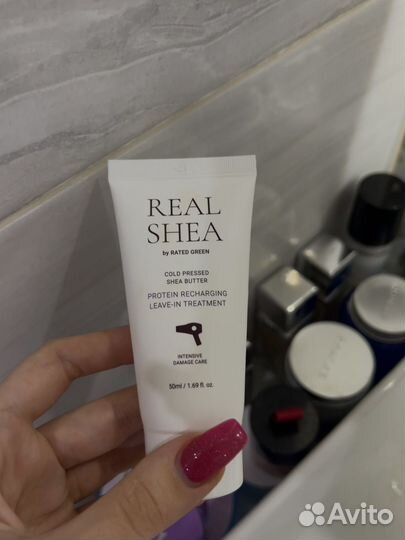 REAL
SHEA
by RATED GREEN
COLD PRESSED
SHEA BUTTER
PROTEIN RECHARGING
LEAVE-IN TREATMENT
INTENSIVE
DAMAGE CARE
50ml / 1.69 fl. oz.
Avito